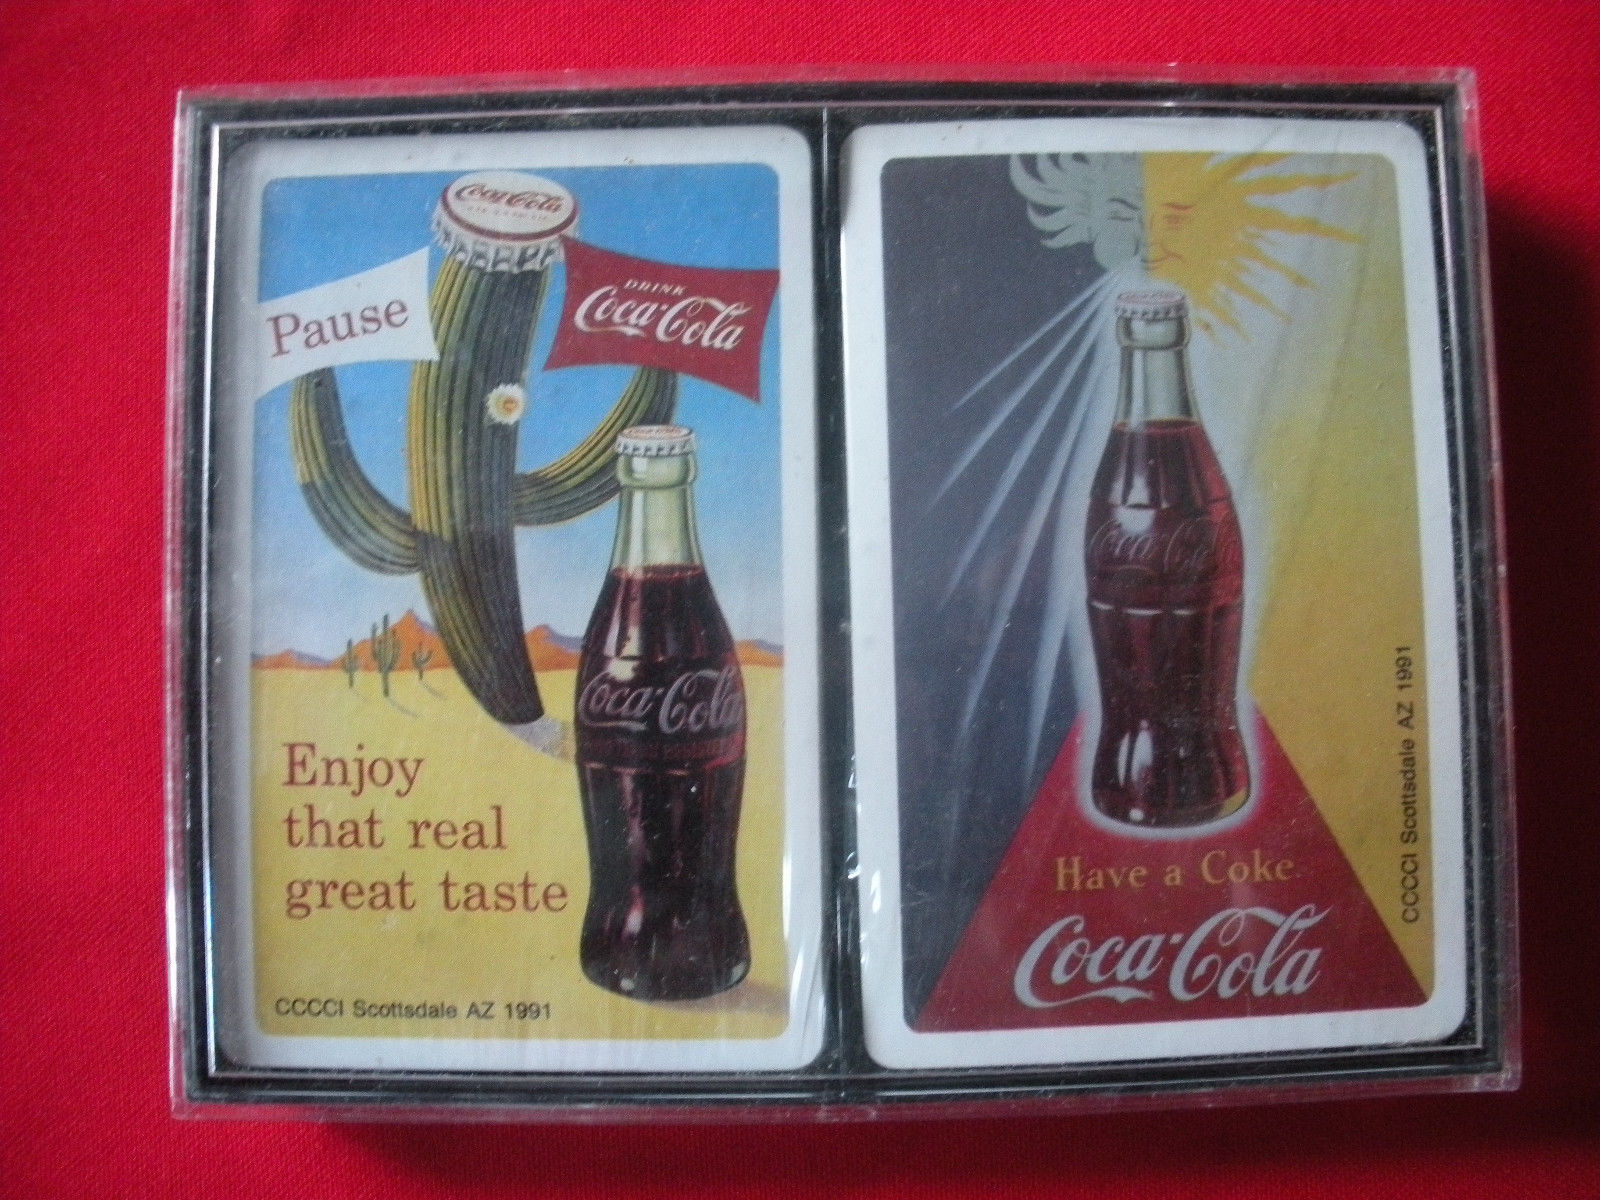 Coca-Cola
Pause
DRINK
Coca-Cola
Coca-Cola
Enjoy
that real
great taste
CCCCI Scottsdale AZ 1991
Coca-Cola
Have a Coke
Coca-Cola
CCCCI Scottsdale AZ 1991